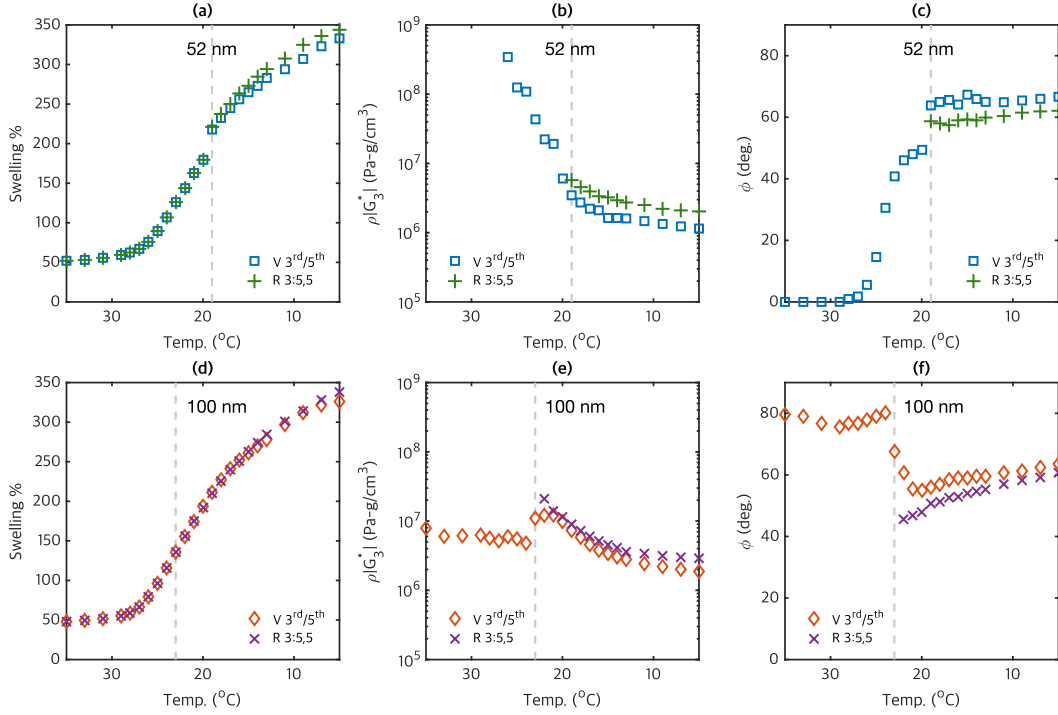 (a)
52 nm
Swelling %
350
300
250
200
150
100
50
0
30
20
10
Temp. (°C)
V 3rd/5th
R 3:5,5
(b)
52 nm
ρ|G*3| (Pa-g/cm3)
10^9
10^8
10^7
10^6
10^5
30
20
10
Temp. (°C)
V 3rd/5th
R 3:5,5
(c)
52 nm
ϕ (deg.)
80
60
40
20
0
30
20
10
Temp. (°C)
V 3rd/5th
R 3:5,5
(d)
100 nm
Swelling %
350
300
250
200
150
100
50
0
30
20
10
Temp. (°C)
V 3rd/5th
R 3:5,5
(e)
100 nm
ρ|G*3| (Pa-g/cm3)
10^9
10^8
10^7
10^6
10^5
30
20
10
Temp. (°C)
V 3rd/5th
R 3:5,5
(f)
100 nm
ϕ (deg.)
80
60
40
20
0
30
20
10
Temp. (°C)
V 3rd/5th
R 3:5,5